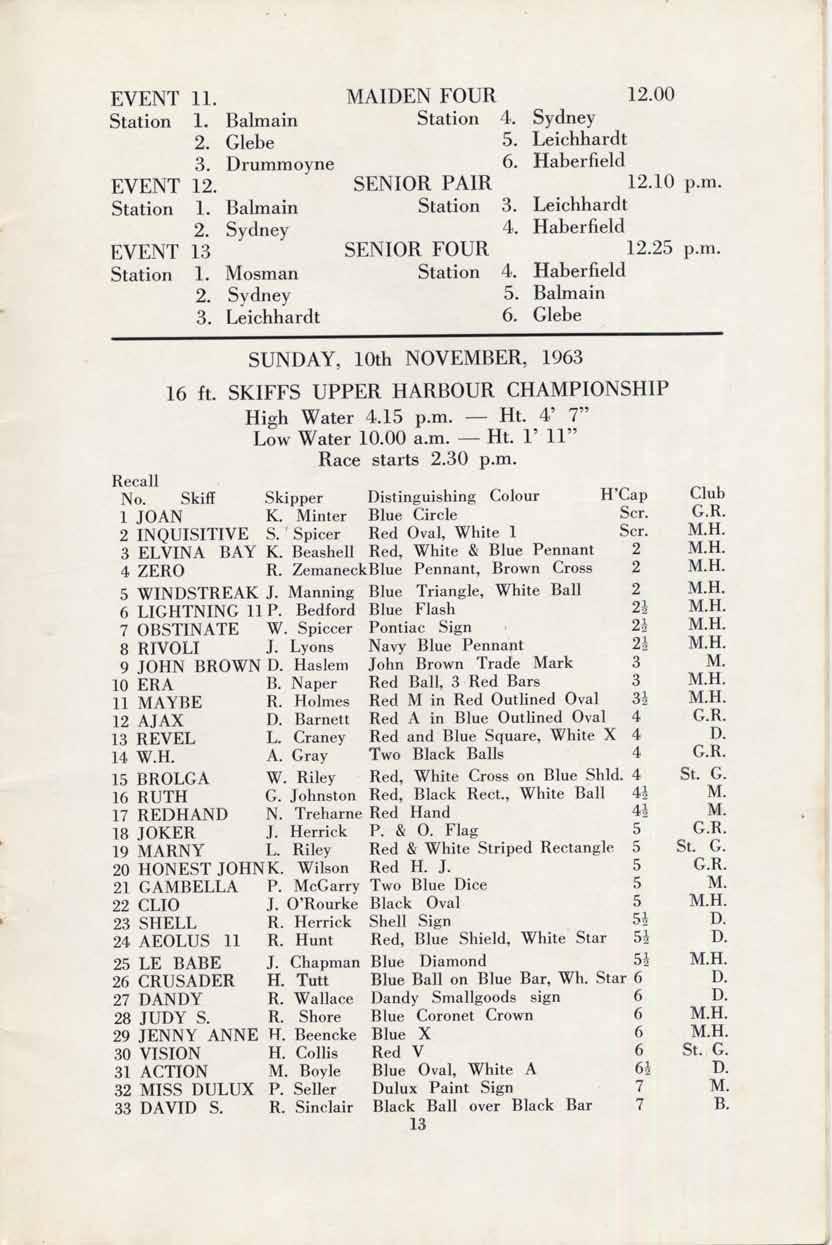 EVENT 11. MAIDEN FOUR 12.00
Station 1. Balmain Station 4. Sydney
2. Glebe 5. Leichhardt
3. Drummoyne 6. Haberfield
EVENT 12. SENIOR PAIR 12.10 p.m.
Station 1. Balmain Station 3. Leichhardt
2. Sydney 4. Haberfield
EVENT 13 SENIOR FOUR 12.25 p.m.
Station 1. Mosman Station 4. Haberfield
2. Sydney 5. Balmain
3. Leichhardt 6. Glebe
SUNDAY, 10th NOVEMBER, 1963
16 ft. SKIFFS UPPER HARBOUR CHAMPIONSHIP
High Water 4.15 p.m. — Ht. 4' 7"
Low Water 10.00 a.m. — Ht. 1' 11"
Race starts 2.30 p.m.
Recall
No. Skiff Skipper Distinguishing Colour H'Cap Club
1 JOAN K. Minter Blue Circle Scr. G.R.
2 INQUISITIVE S. Spicer Red Oval, White 1 Scr. M.H.
3 ELVINA BAY K. Beashell Red, White & Blue Pennant 2 M.H.
4 ZERO R. Zemaneck Blue Pennant, Brown Cross 2 M.H.
5 WINDSTREAK J. Manning Blue Triangle, White Ball 2 M.H.
6 LIGHTNING 11 P. Bedford Blue Flash 2½ M.H.
7 OBSTINATE W. Spiccer Pontiac Sign 2½ M.H.
8 RIVOLI J. Lyons Navy Blue Pennant 2½ M.H.
9 JOHN BROWN D. Haslem John Brown Trade Mark 3 M.
10 ERA B. Naper Red Ball, 3 Red Bars 3 M.H.
11 MAYBE R. Holmes Red M in Red Outlined Oval 3½ M.H.
12 AJAX D. Barnett Red A in Blue Outlined Oval 4 G.R.
13 REVEL L. Craney Red and Blue Square, White X 4 D.
14 W.H. A. Gray Two Black Balls 4 G.R.
15 BROLGA W. Riley Red, White Cross on Blue Shld. 4 St. G.
16 RUTH G. Johnston Red, Black Rect., White Ball 4½ M.
17 REDHAND N. Treharne Red Hand 4½ M.
18 JOKER J. Herrick P. & O. Flag 5 G.R.
19 MARNY L. Riley Red & White Striped Rectangle 5 St. G.
20 HONEST JOHN K. Wilson Red H. J. 5 G.R.
21 GAMBELLA P. McGarry Two Blue Dice 5 M.
22 CLIO J. O'Rourke Black Oval 5 M.H.
23 SHELL R. Herrick Shell Sign 5½ D.
24 AEOLUS 11 R. Hunt Red, Blue Shield, White Star 5½ D.
25 LE BABE J. Chapman Blue Diamond 5½ M.H.
26 CRUSADER H. Tutt Blue Ball on Blue Bar, Wh. Star 6 D.
27 DANDY R. Wallace Dandy Smallgoods sign 6 D.
28 JUDY S. R. Shore Blue Coronet Crown 6 M.H.
29 JENNY ANNE H. Beencke Blue X 6 M.H.
30 VISION H. Collis Red V 6 St. G.
31 ACTION M. Boyle Blue Oval, White A 6½ D.
32 MISS DULUX P. Seller Dulux Paint Sign 7 M.
33 DAVID S. R. Sinclair Black Ball over Black Bar 7 B.
13